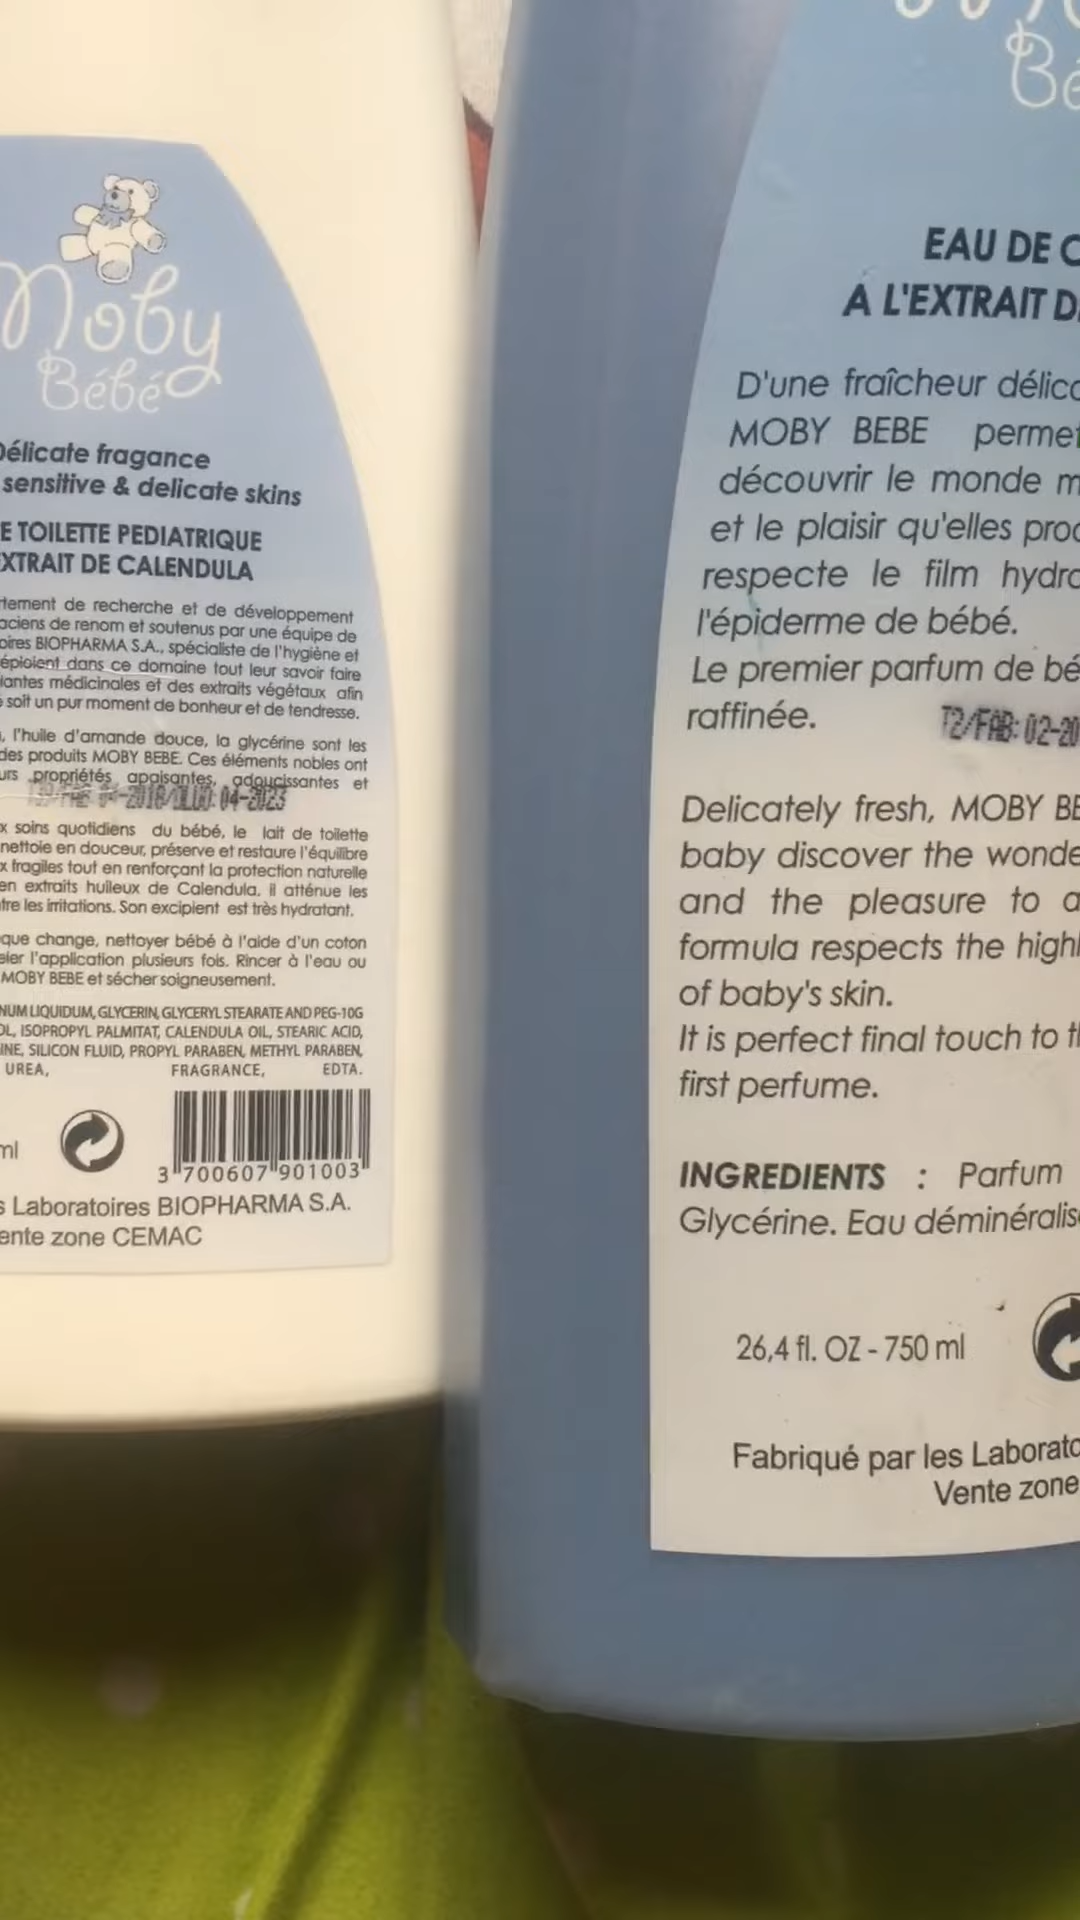 Moby
Bébé
Délicate fragance
sensitive & delicate skins
E TOILETTE PEDIATRIQUE
EXTRAIT DE CALENDULA
rtement de recherche et de développement
aciens de renom et soutenus par une équipe de
oires BIOPHARMA S.A., spécialiste de l'hygiène et
éploient dans ce domaine tout leur savoir faire
lantes médicinales et des extraits végétaux afin
soit un pur moment de bonheur et de tendresse.
, l'huile d'amande douce, la glycérine sont les
des produits MOBY BEBE. Ces éléments nobles ont
urs propriétés apaisantes, adoucissantes et
04-2023
x soins quotidiens du bébé, le lait de toilette
nettoie en douceur, préserve et restaure l'équilibre
x fragiles tout en renforçant la protection naturelle
en extraits huileux de Calendula, il atténue les
tre les irritations. Son excipient est très hydratant.
que change, nettoyer bébé à l'aide d'un coton
eler l'application plusieurs fois. Rincer à l'eau ou
MOBY BEBE et sécher soigneusement.
NUM LIQUIDUM, GLYCERIN, GLYCERYL STEARATE AND PEG-10G
OL, ISOPROPYL PALMITAT, CALENDULA OIL, STEARIC ACID,
INE, SILICON FLUID, PROPYL PARABEN, METHYL PARABEN,
UREA, FRAGRANCE, EDTA.
ml
3 700607 901003
s Laboratoires BIOPHARMA S.A.
ente zone CEMAC
Bé
EAU DE C
A L'EXTRAIT D
D'une fraîcheur délica
MOBY BEBE permet
découvrir le monde m
et le plaisir qu'elles proc
respecte le film hydro
l'épiderme de bébé.
Le premier parfum de bé
raffinée.
T2/FAB: 02-20
Delicately fresh, MOBY BE
baby discover the wonde
and the pleasure to a
formula respects the highl
of baby's skin.
It is perfect final touch to th
first perfume.
INGREDIENTS : Parfum
Glycérine. Eau déminéralis
26,4 fl. OZ - 750 ml
Fabriqué par les Laborato
Vente zone